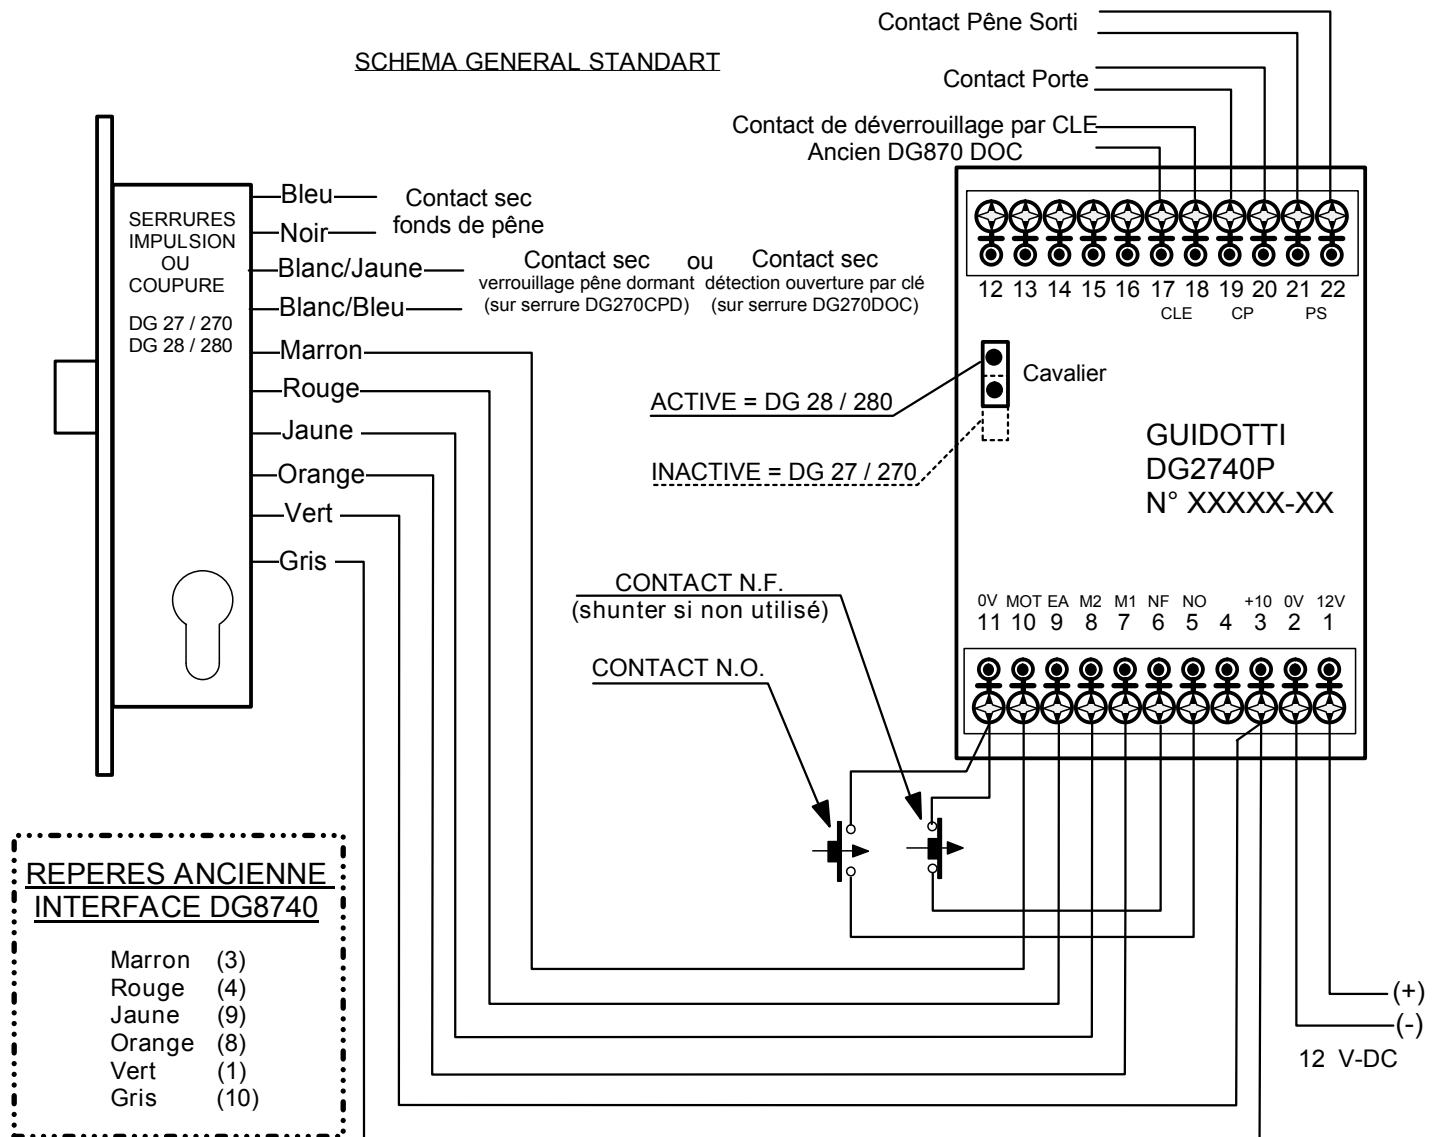 SCHEMA GENERAL STANDART
Contact Pêne Sorti
Contact Porte
Contact de déverrouillage par CLE
Ancien DG870 DOC
SERRURES
IMPULSION
OU
COUPURE
DG 27 / 270
DG 28 / 280
Bleu
Noir
Contact sec
fonds de pêne
Blanc/Jaune
Blanc/Bleu
Contact sec
verrouillage pêne dormant
(sur serrure DG270CPD)
ou
Contact sec
détection ouverture par clé
(sur serrure DG270DOC)
Marron
Rouge
Jaune
Orange
Vert
Gris
12 13 14 15 16 17 18 19 20 21 22
CLE CP PS
Cavalier
ACTIVE = DG 28 / 280
INACTIVE = DG 27 / 270
GUIDOTTI
DG2740P
N° XXXXX-XX
CONTACT N.F.
(shunter si non utilisé)
CONTACT N.O.
0V MOT EA M2 M1 NF NO +10 0V 12V
11 10 9 8 7 6 5 4 3 2 1
REPERES ANCIENNE
INTERFACE DG8740
Marron (3)
Rouge (4)
Jaune (9)
Orange (8)
Vert (1)
Gris (10)
(+)
(-)
12 V-DC